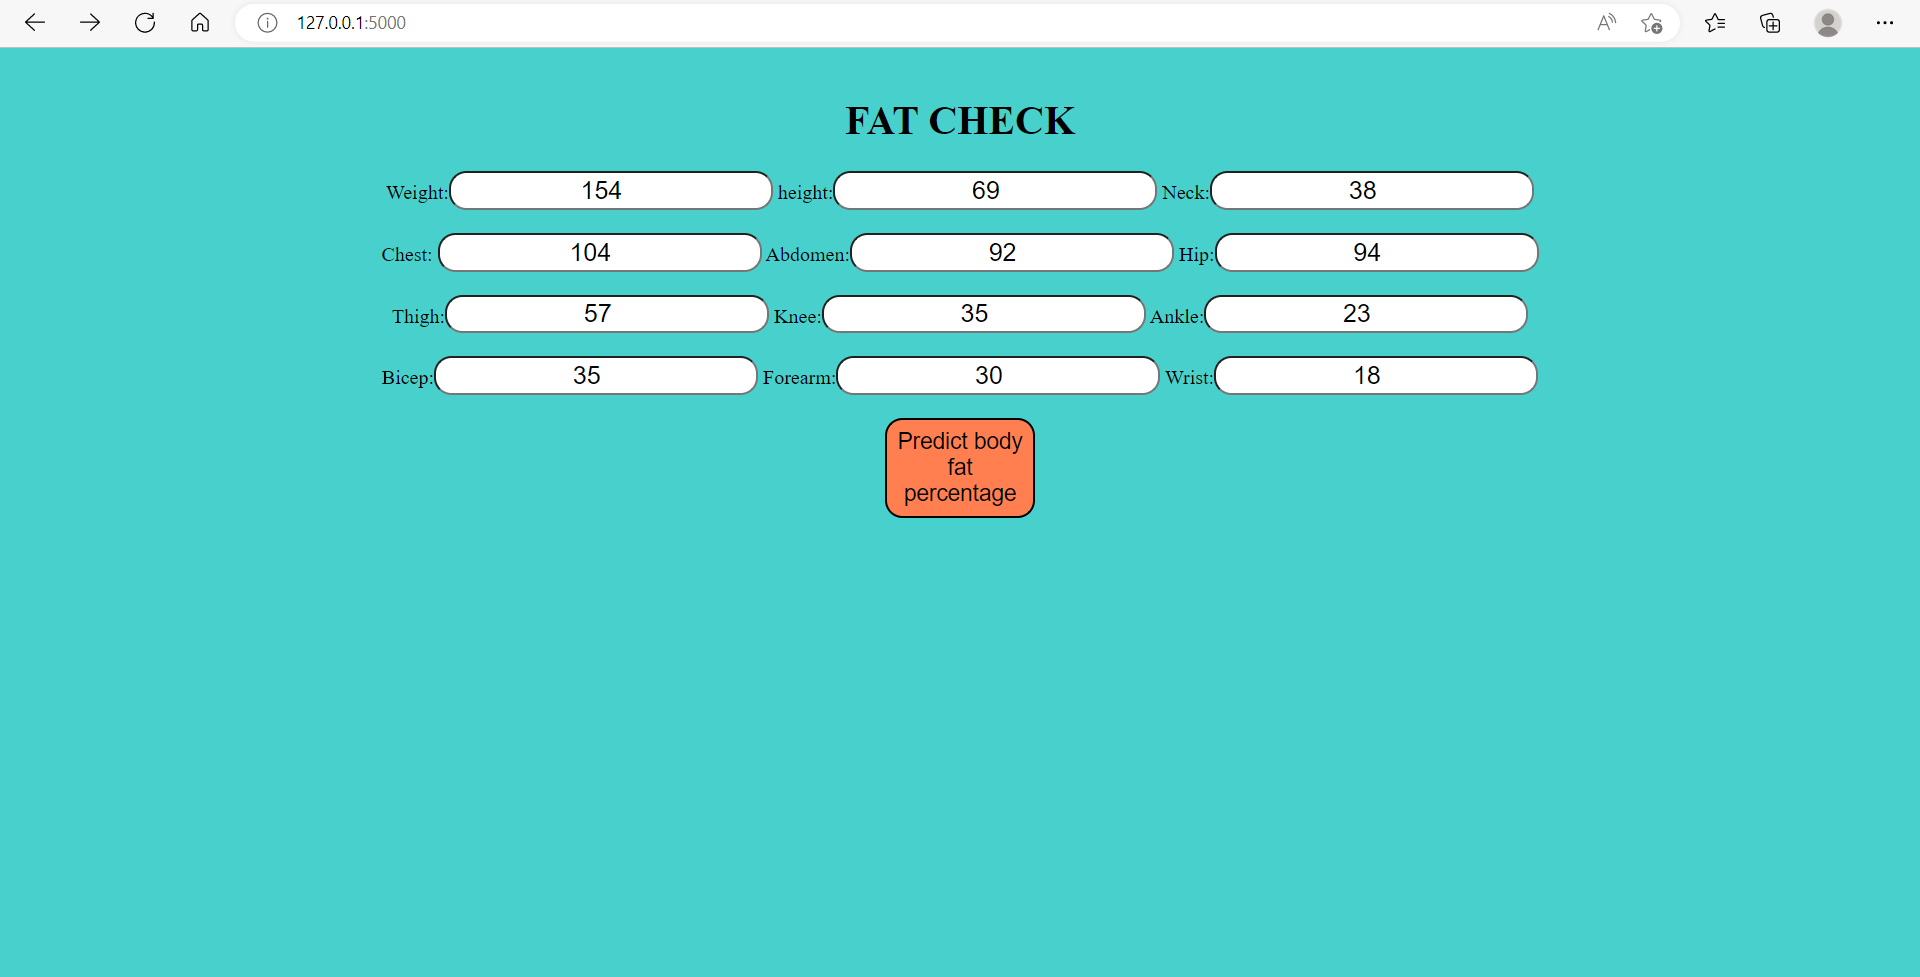 127.0.0.1:5000
FAT CHECK
Weight: 154 height: 69 Neck: 38
Chest: 104 Abdomen: 92 Hip: 94
Thigh: 57 Knee: 35 Ankle: 23
Bicep: 35 Forearm: 30 Wrist: 18
Predict body
fat
percentage